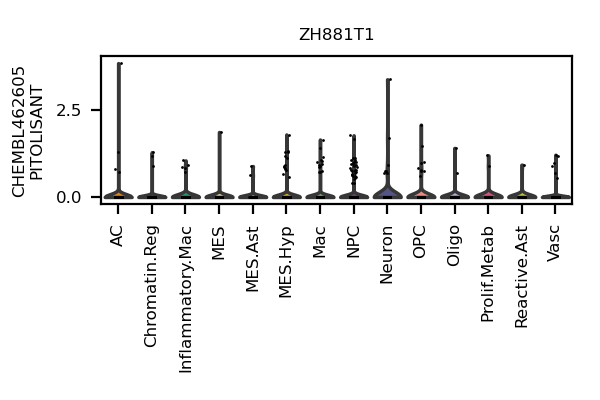 ZH881T1
CHEMBL462605
PITOLISANT
2.5
0.0
AC
Chromatin.Reg
Inflammatory.Mac
MES
MES.Ast
MES.Hyp
Mac
NPC
Neuron
OPC
Oligo
Prolif.Metab
Reactive.Ast
Vasc